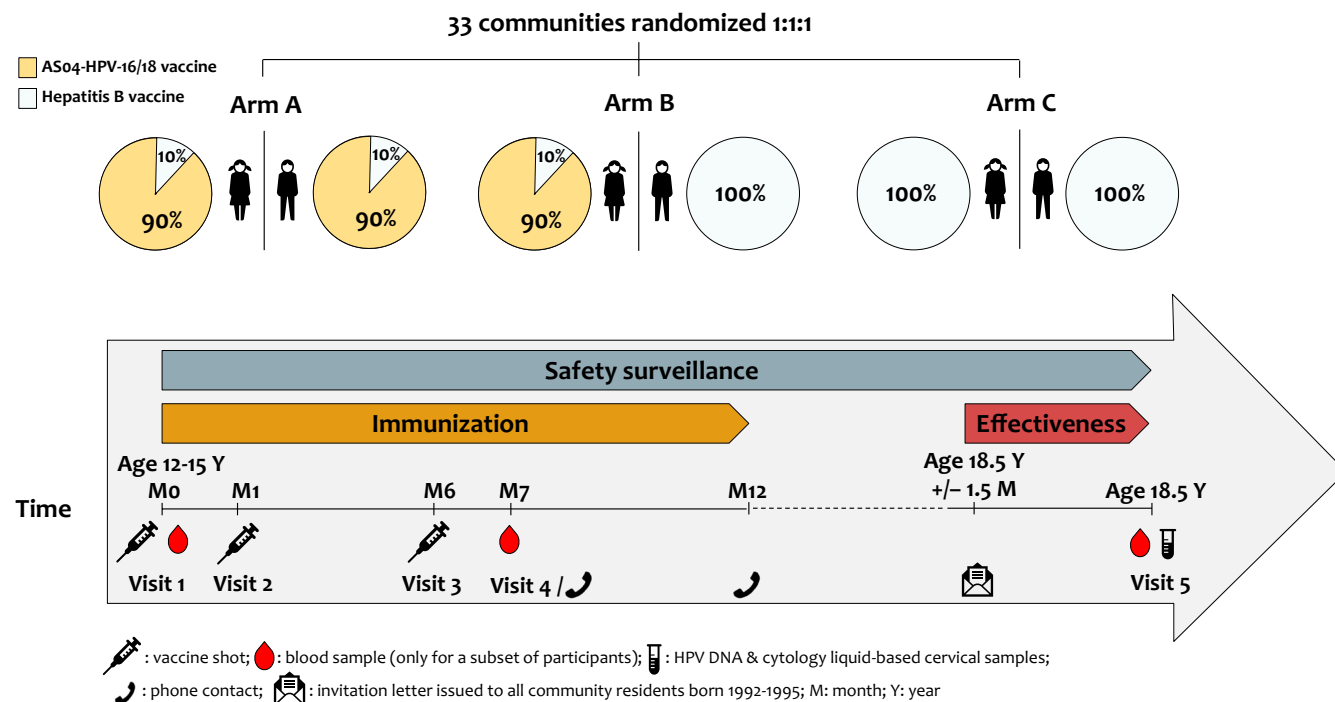 33 communities randomized 1:1:1
AS04-HPV-16/18 vaccine
Hepatitis B vaccine
Arm A
Arm B
Arm C
10%
90%
10%
90%
10%
90%
100%
100%
100%
Safety surveillance
Immunization
Effectiveness
Age 12-15 Y
Age 18.5 Y
+/− 1.5 M
Age 18.5 Y
Time
M0
M1
M6
M7
M12
Visit 1
Visit 2
Visit 3
Visit 4 /
Visit 5
: vaccine shot; : blood sample (only for a subset of participants); : HPV DNA & cytology liquid-based cervical samples;
: phone contact; : invitation letter issued to all community residents born 1992-1995; M: month; Y: year